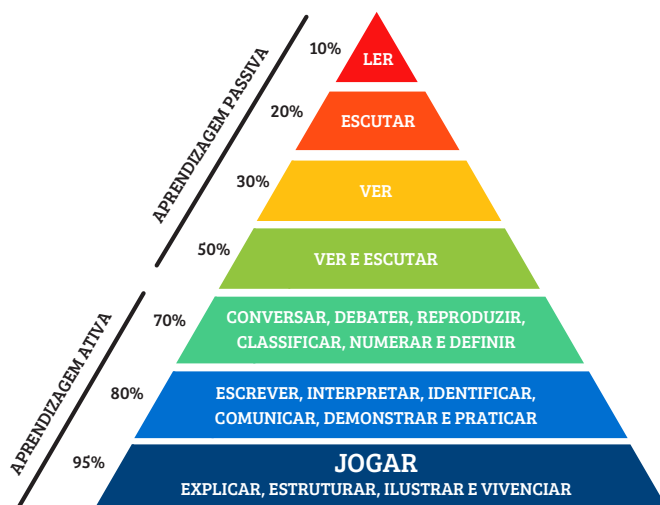 APRENDIZAGEM PASSIVA
10%
LER
20%
ESCUTAR
30%
VER
50%
VER E ESCUTAR
APRENDIZAGEM ATIVA
70%
CONVERSAR, DEBATER, REPRODUZIR,
CLASSIFICAR, NUMERAR E DEFINIR
80%
ESCREVER, INTERPRETAR, IDENTIFICAR,
COMUNICAR, DEMONSTRAR E PRATICAR
95%
JOGAR
EXPLICAR, ESTRUTURAR, ILUSTRAR E VIVENCIAR